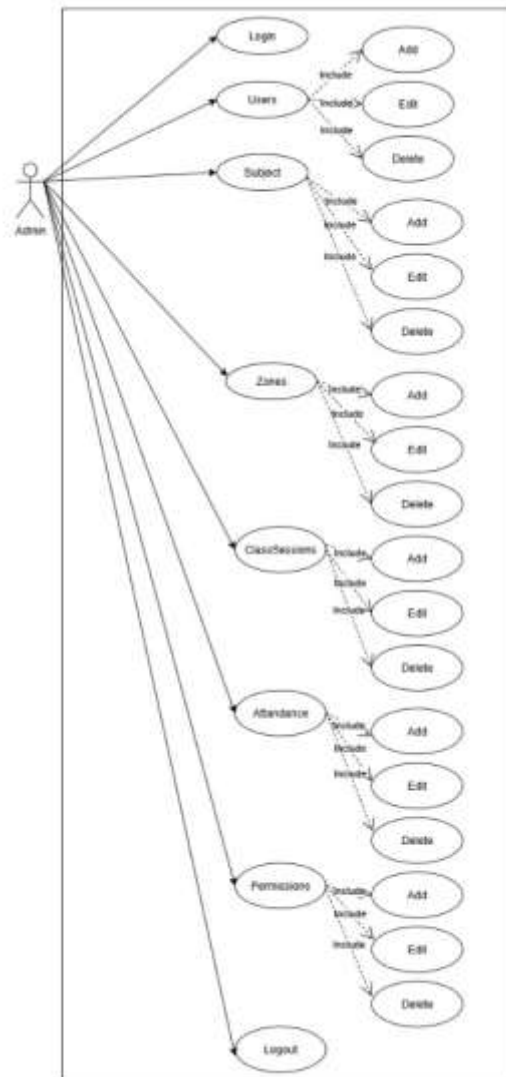 Login
Add
Include
Users
Include
Edit
Include
Delete
Admin
Subject
Include
Add
Include
Include
Edit
Delete
Zones
Include
Add
Include
Include
Edit
Delete
ClassSessions
Include
Add
Include
Include
Edit
Delete
Attandance
Include
Add
Include
Include
Edit
Delete
Permissions
Include
Add
Include
Include
Edit
Delete
Logout